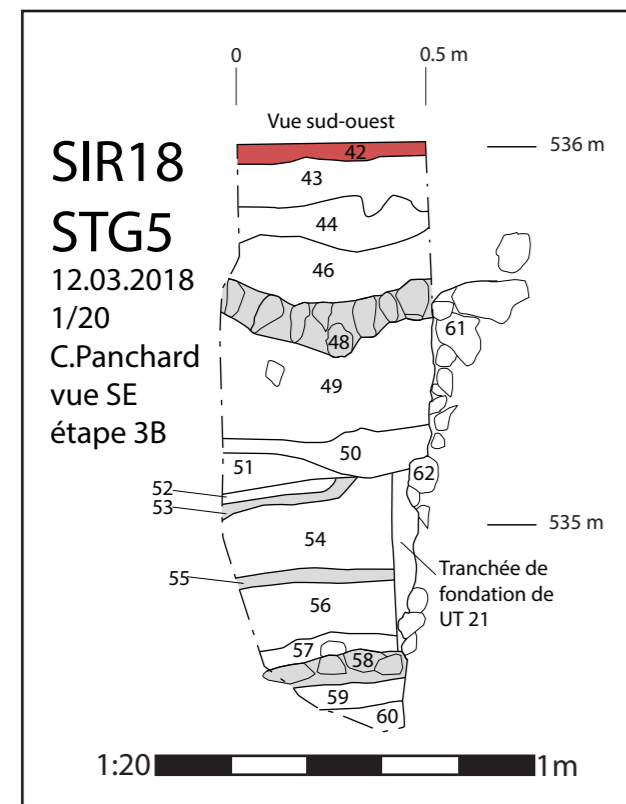 0
0.5 m
Vue sud-ouest
SIR18
STG5
12.03.2018
1/20
C.Panchard
vue SE
étape 3B
536 m
42
43
44
46
48
61
49
50
51
62
52
53
535 m
54
55
Tranchée de
fondation de
UT 21
56
57
58
59
60
1:20
1m